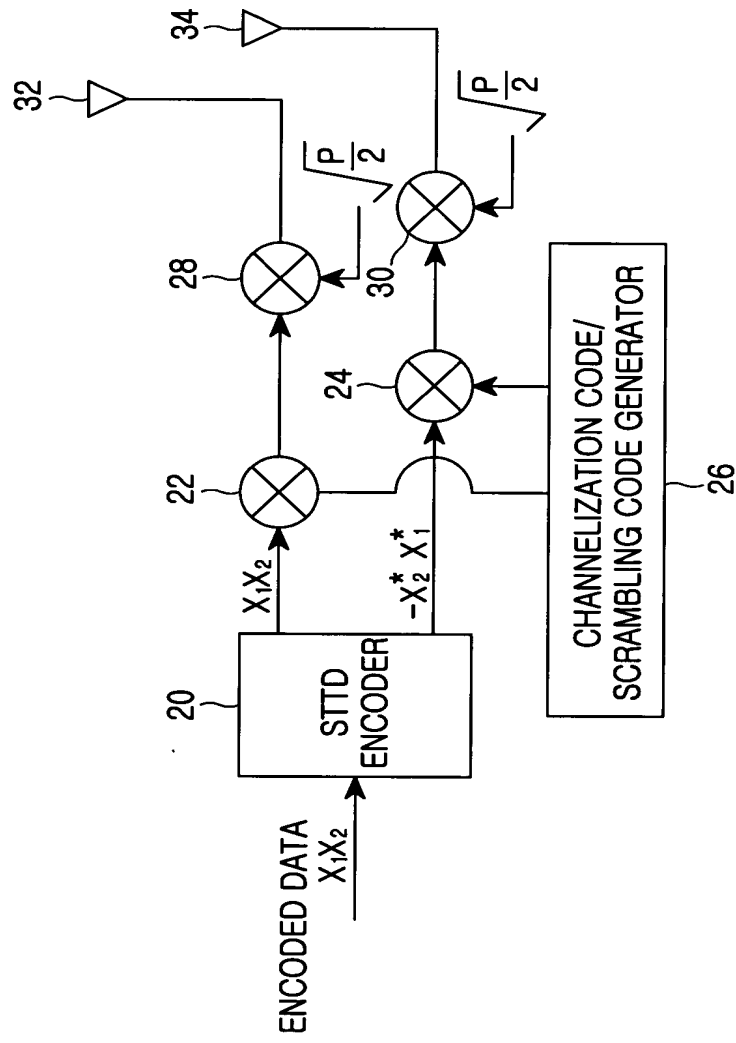 ENCODED DATA
X₁X₂
20
STTD
ENCODER
X₁X₂
-X₂* X₁*
22
24
28
30
√P/2
√P/2
32
34
CHANNELIZATION CODE/
SCRAMBLING CODE GENERATOR
26